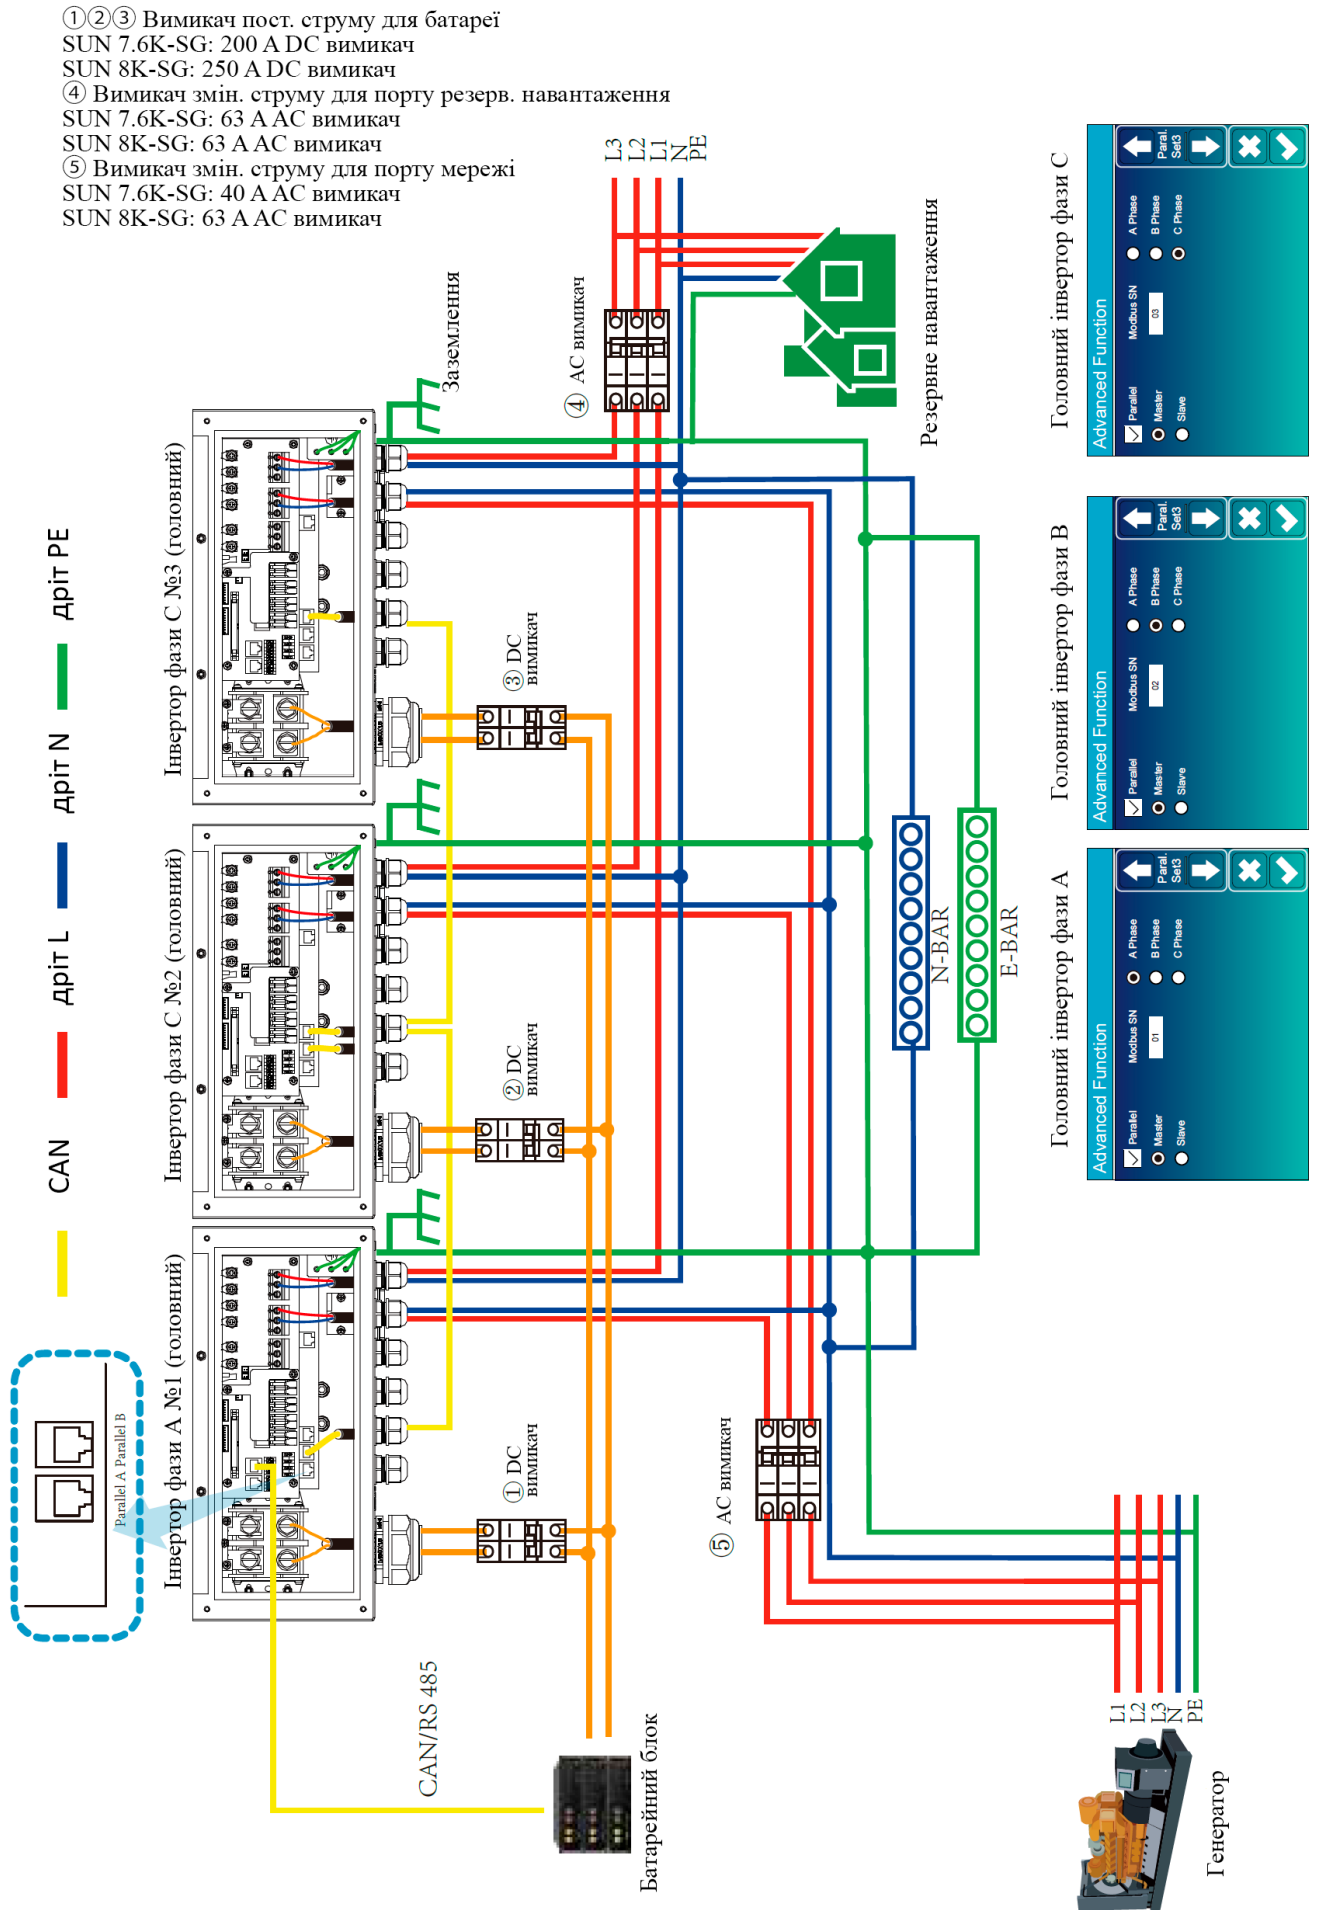 ①②③ Вимикач пост. струму для батареї
SUN 7.6K-SG: 200 A DC вимикач
SUN 8K-SG: 250 A DC вимикач
④ Вимикач змін. струму для порту резерв. навантаження
SUN 7.6K-SG: 63 A AC вимикач
SUN 8K-SG: 63 A AC вимикач
⑤ Вимикач змін. струму для порту мережі
SUN 7.6K-SG: 40 A AC вимикач
SUN 8K-SG: 63 A AC вимикач
CAN
дріт L
дріт N
дріт PE
Parallel A Parallel B
Інвертор фази A №1 (головний)
Інвертор фази C №2 (головний)
Інвертор фази C №3 (головний)
Заземлення
① DC
вимикач
② DC
вимикач
③ DC
вимикач
④ AC вимикач
⑤ AC вимикач
L3
L2
L1
N
PE
Резервне навантаження
N-BAR
E-BAR
CAN/RS 485
Батарейний блок
L1
L2
L3
N
PE
Генератор
Головний інвертор фази A
Advanced Function
Parallel
Master
Slave
Modbus SN
01
A Phase
B Phase
C Phase
Paral.
Set3
Головний інвертор фази B
Advanced Function
Parallel
Master
Slave
Modbus SN
02
A Phase
B Phase
C Phase
Paral.
Set3
Головний інвертор фази C
Advanced Function
Parallel
Master
Slave
Modbus SN
03
A Phase
B Phase
C Phase
Paral.
Set3